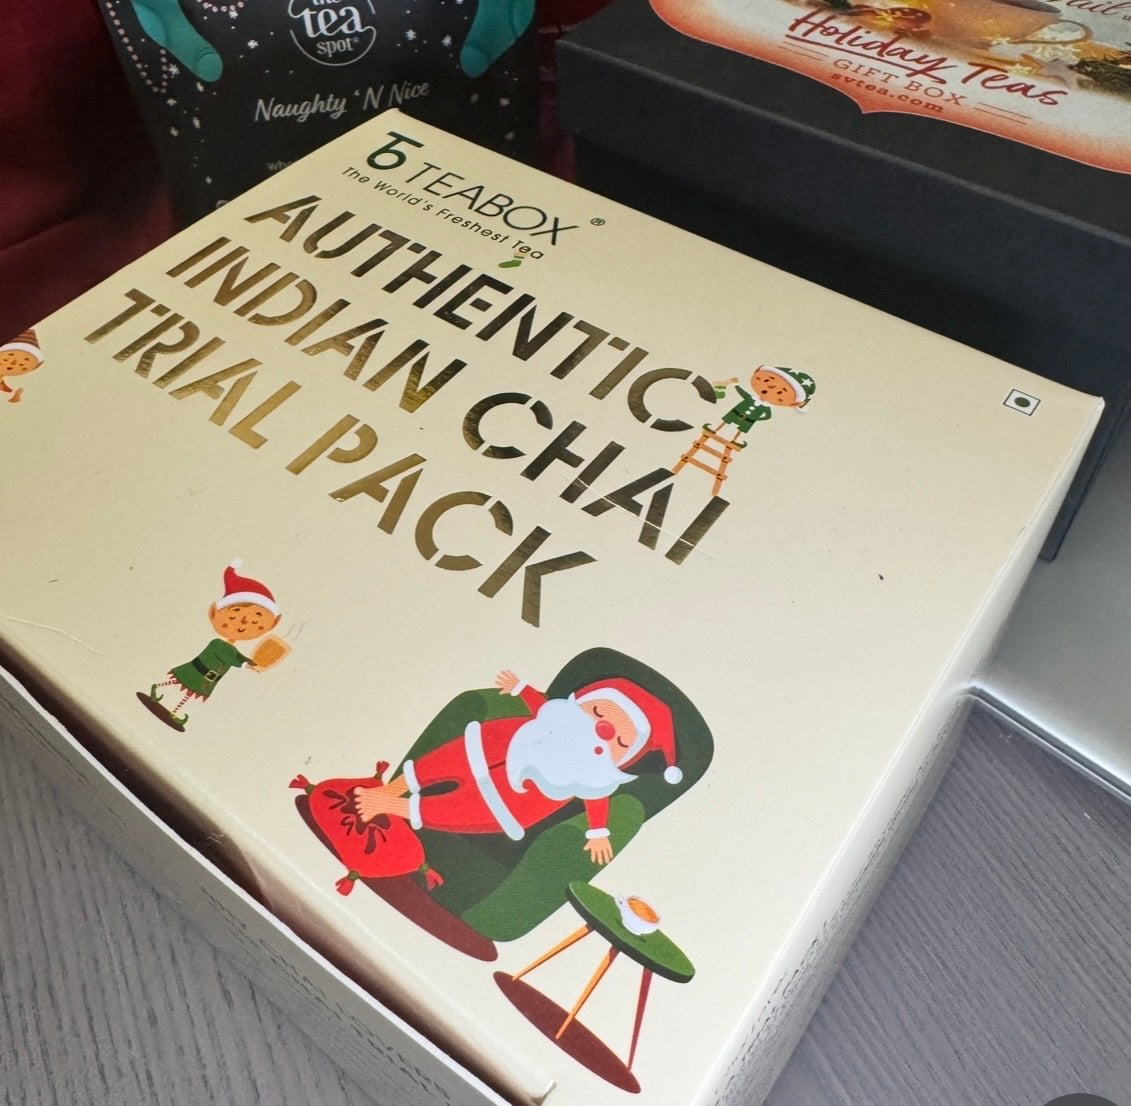 the
tea
spot®
Naughty 'N Nice
Holiday Teas
GIFT BOX
svtea.com
TEABOX®
The World's Freshest Tea
AUTHENTIC
INDIAN CHAI
TRIAL PACK